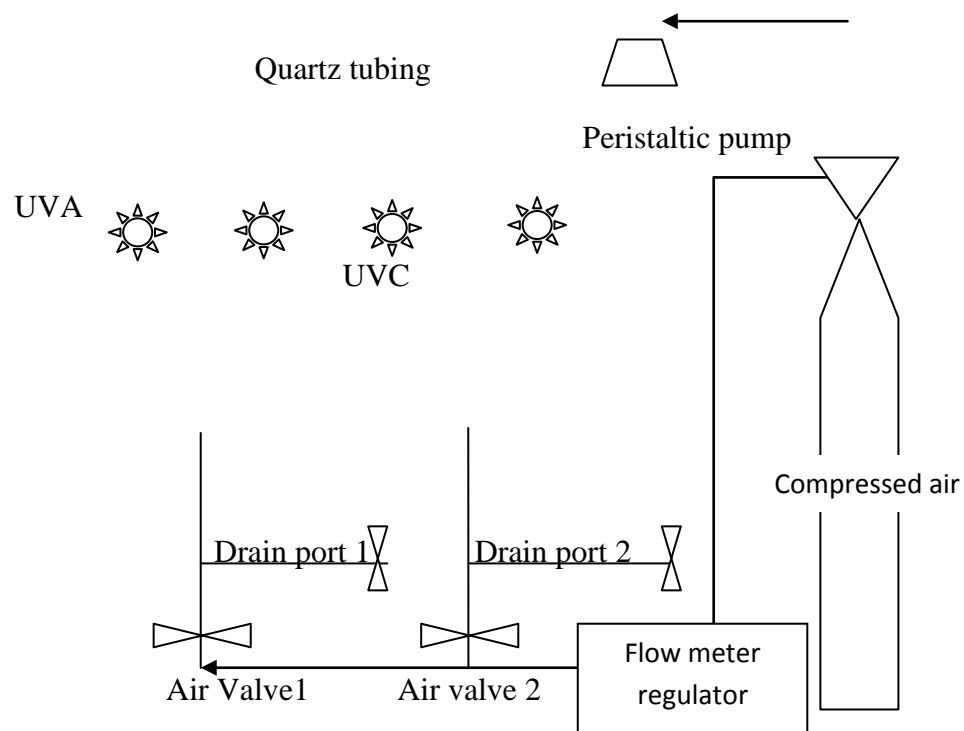 Quartz tubing
Peristaltic pump
UVA
UVC
Compressed air
Drain port 1
Drain port 2
Flow meter
regulator
Air Valve1
Air valve 2